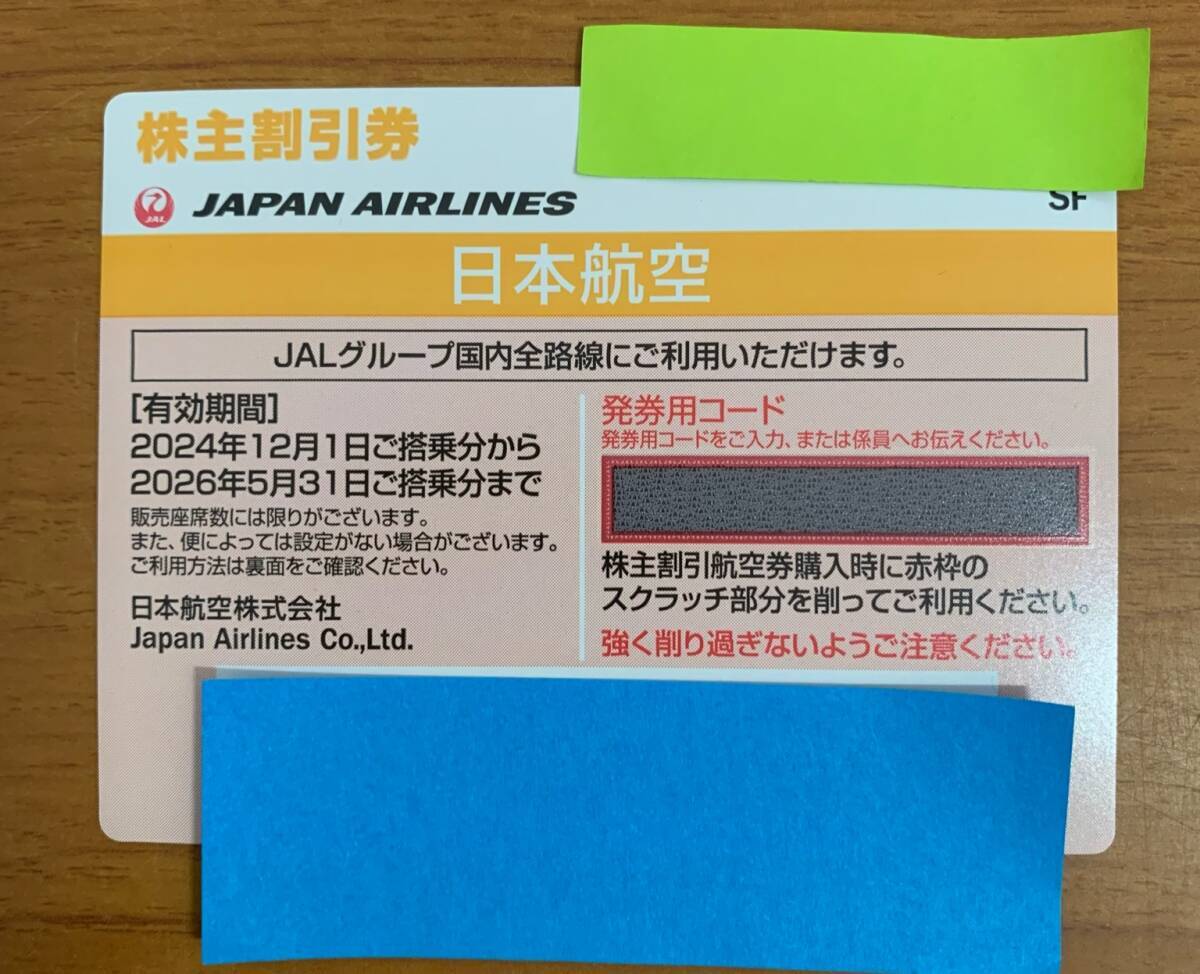 株主割引券
JAL
JAPAN AIRLINES
SF
日本航空
JALグループ国内全路線にご利用いただけます。
[有効期間]
2024年12月1日ご搭乗分から
2026年5月31日ご搭乗分まで
販売座席数には限りがございます。
また、便によっては設定がない場合がございます。
ご利用方法は裏面をご確認ください。
日本航空株式会社
Japan Airlines Co.,Ltd.
発券用コード
発券用コードをご入力、または係員へお伝えください。
株主割引航空券購入時に赤枠の
スクラッチ部分を削ってご利用ください。
強く削り過ぎないようご注意ください。